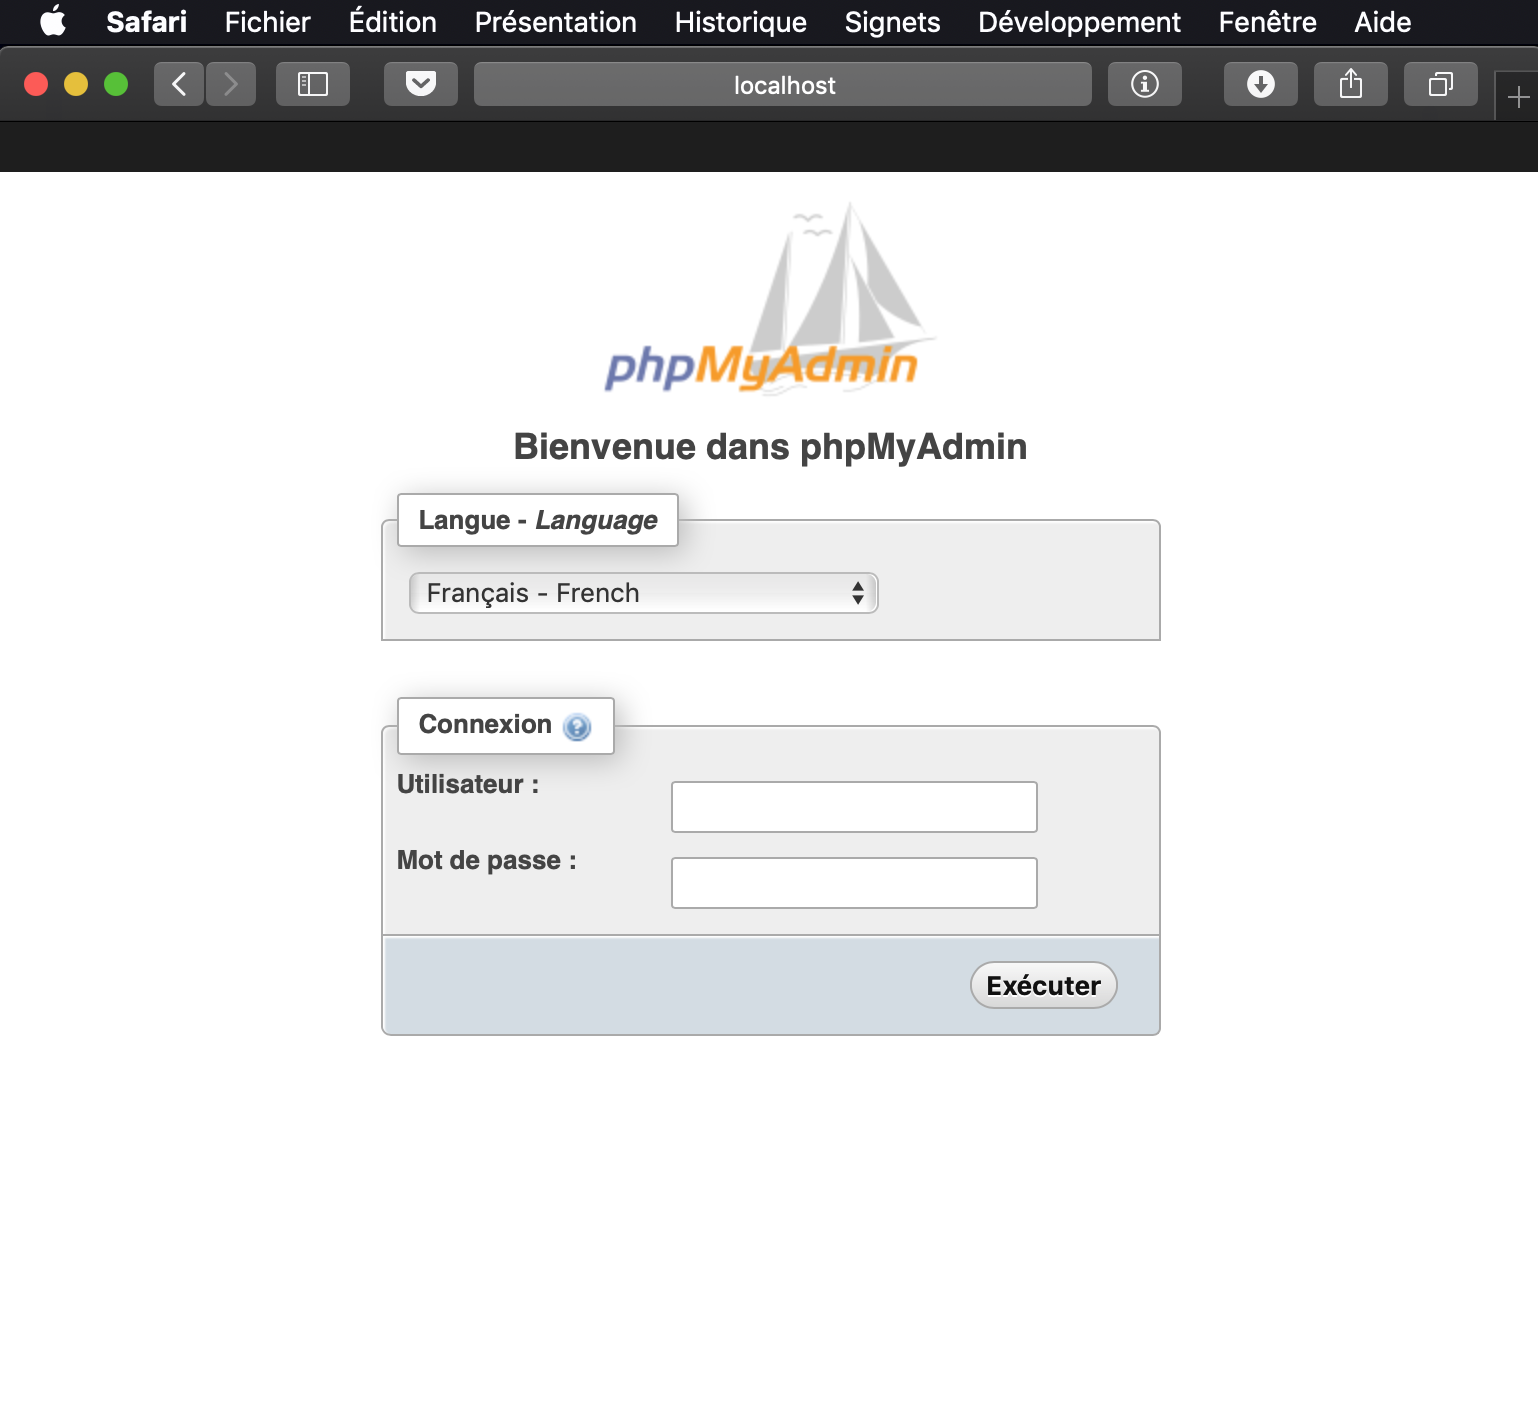 Safari Fichier Édition Présentation Historique Signets Développement Fenêtre Aide
localhost
phpMyAdmin
Bienvenue dans phpMyAdmin
Langue - Language
Français - French
Connexion
Utilisateur :
Mot de passe :
Exécuter